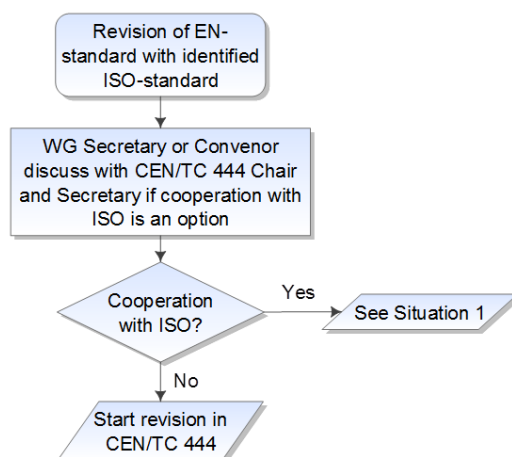 Revision of EN-
standard with identified
ISO-standard
WG Secretary or Convenor
discuss with CEN/TC 444 Chair
and Secretary if cooperation with
ISO is an option
Cooperation
with ISO?
Yes
See Situation 1
No
Start revision in
CEN/TC 444